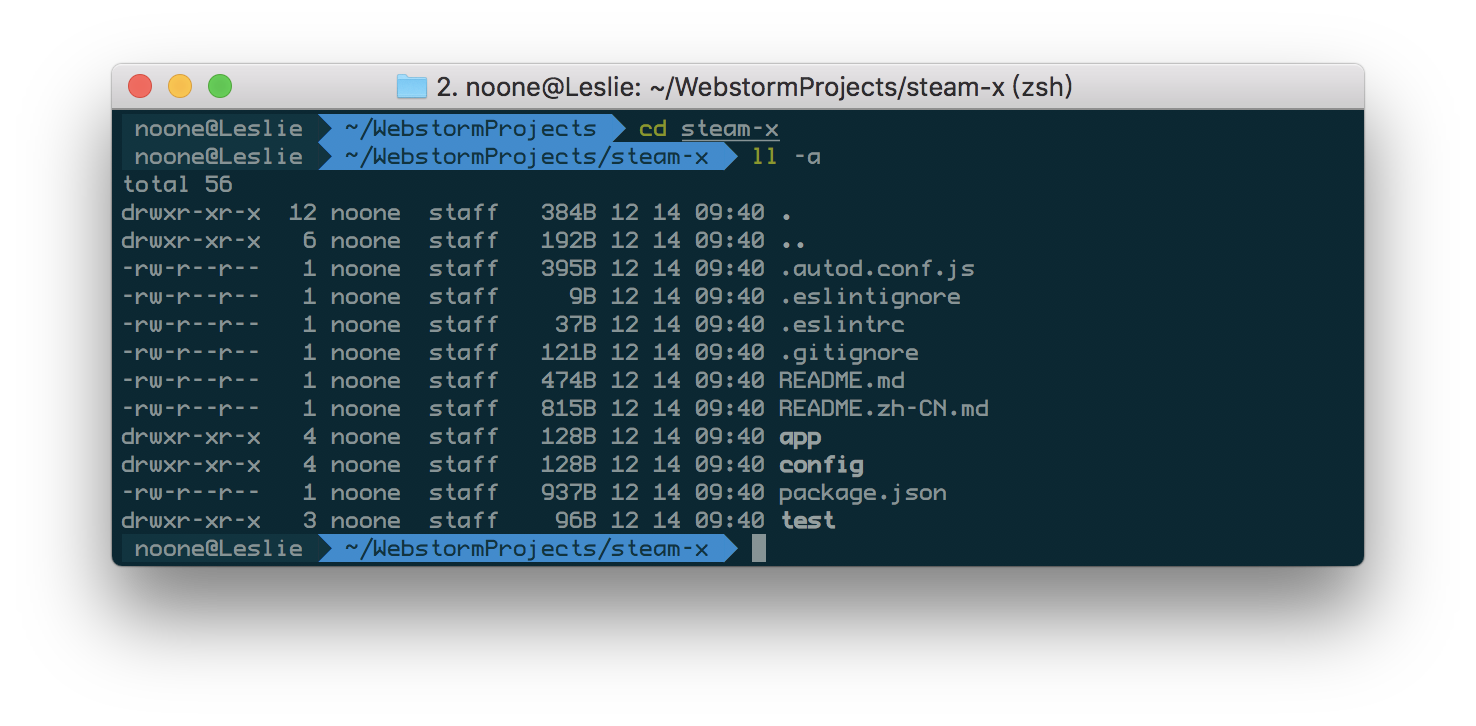 2. noone@Leslie: ~/WebstormProjects/steam-x (zsh)
noone@Leslie ~/WebstormProjects cd steam-x
noone@Leslie ~/WebstormProjects/steam-x ll -a
total 56
drwxr-xr-x  12 noone  staff   384B 12 14 09:40 .
drwxr-xr-x   6 noone  staff   192B 12 14 09:40 ..
-rw-r--r--   1 noone  staff   395B 12 14 09:40 .autod.conf.js
-rw-r--r--   1 noone  staff     9B 12 14 09:40 .eslintignore
-rw-r--r--   1 noone  staff    37B 12 14 09:40 .eslintrc
-rw-r--r--   1 noone  staff   121B 12 14 09:40 .gitignore
-rw-r--r--   1 noone  staff   474B 12 14 09:40 README.md
-rw-r--r--   1 noone  staff   815B 12 14 09:40 README.zh-CN.md
drwxr-xr-x   4 noone  staff   128B 12 14 09:40 app
drwxr-xr-x   4 noone  staff   128B 12 14 09:40 config
-rw-r--r--   1 noone  staff   937B 12 14 09:40 package.json
drwxr-xr-x   3 noone  staff    96B 12 14 09:40 test
noone@Leslie ~/WebstormProjects/steam-x